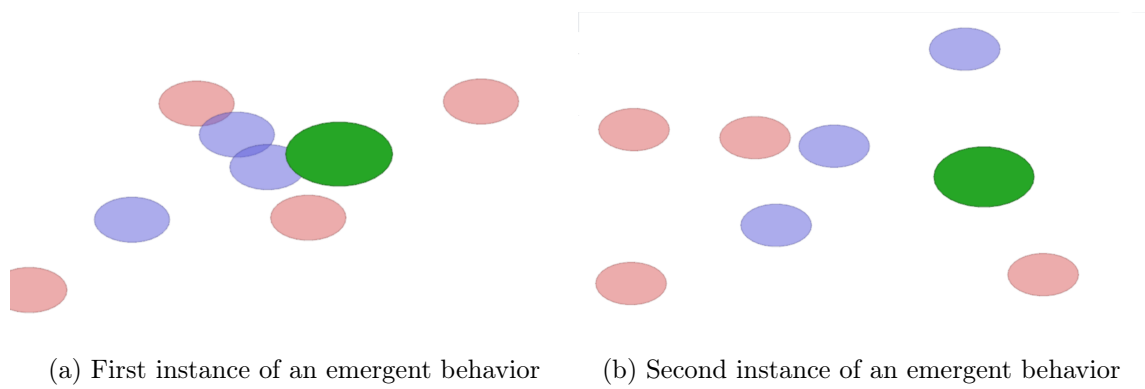 (a) First instance of an emergent behavior
(b) Second instance of an emergent behavior